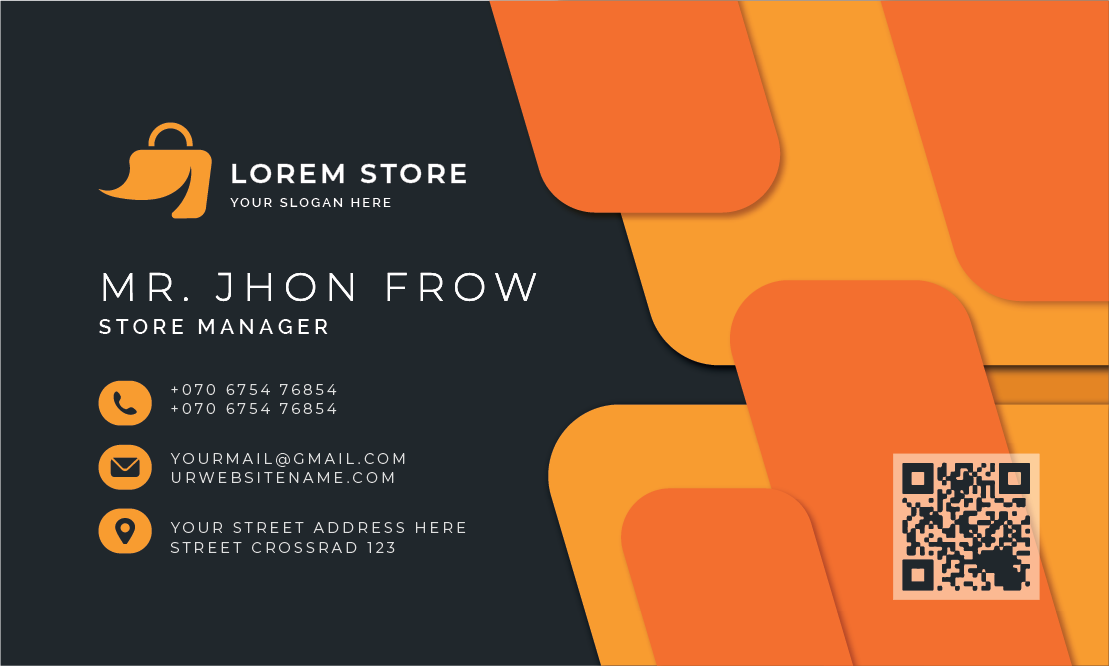 LOREM STORE
YOUR SLOGAN HERE
MR. JHON FROW
STORE MANAGER
+070 6754 76854
+070 6754 76854
YOURMAIL@GMAIL.COM
URWEBSITENAME.COM
YOUR STREET ADDRESS HERE
STREET CROSSRAD 123